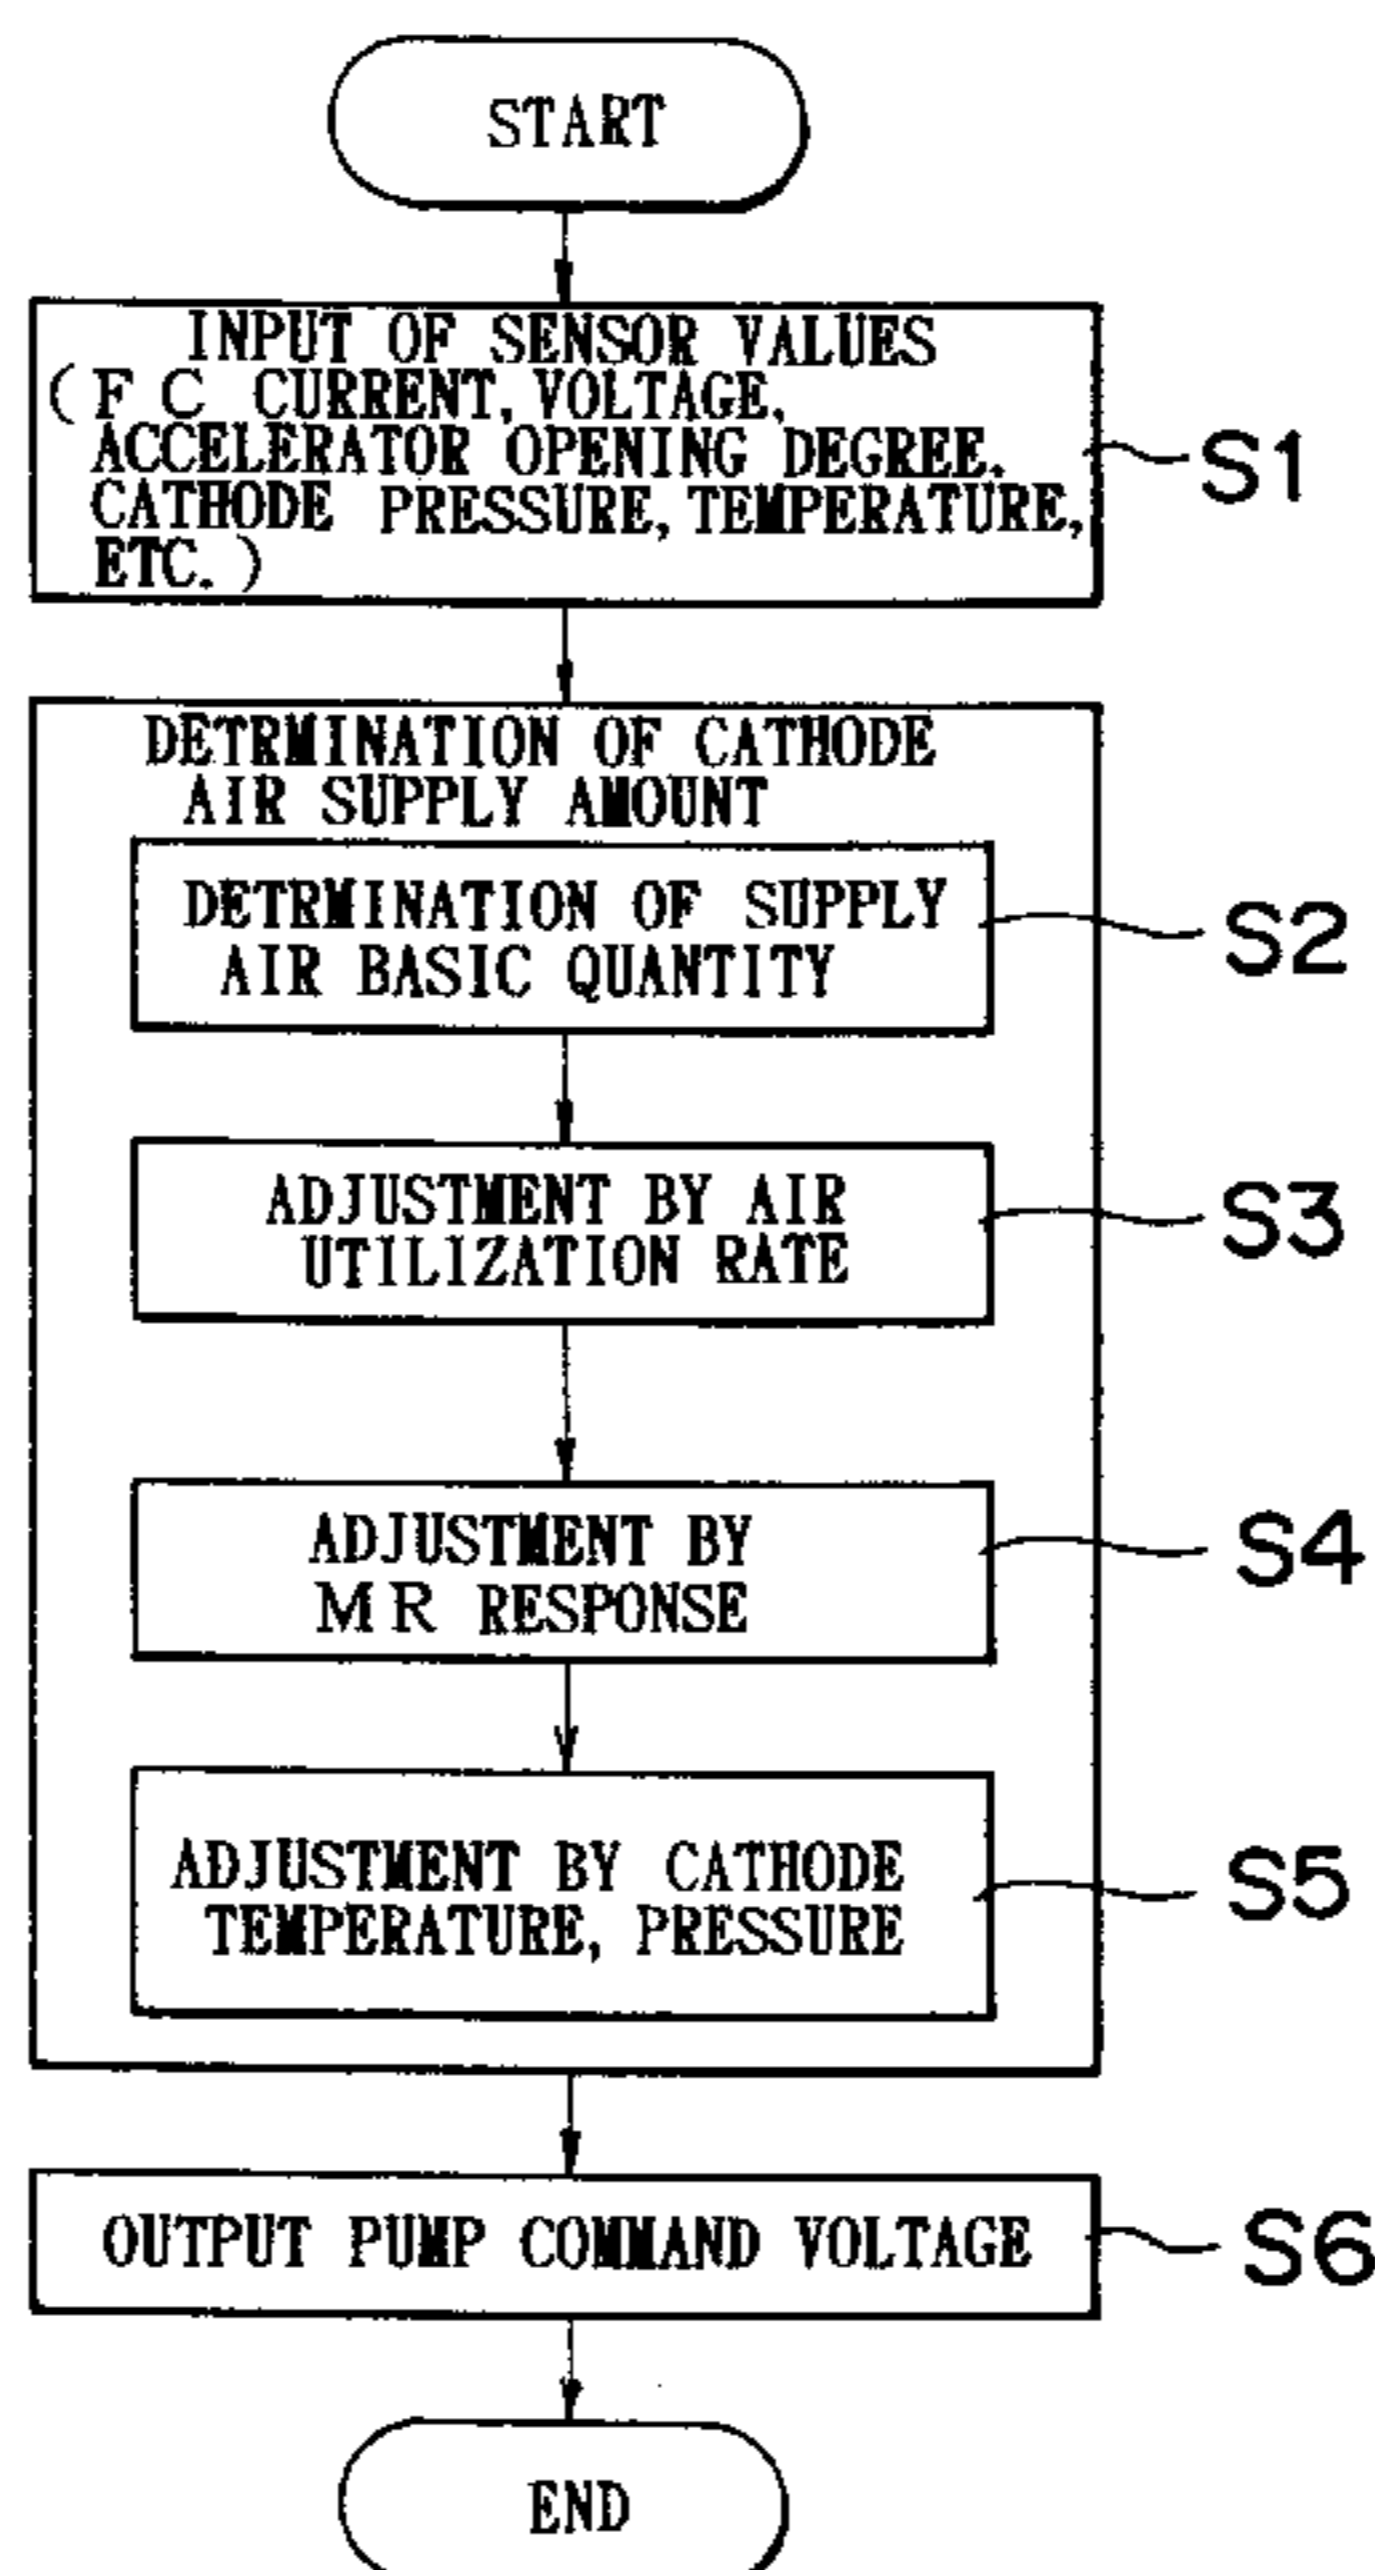 START
INPUT OF SENSOR VALUES
(FC CURRENT, VOLTAGE,
ACCELERATOR OPENING DEGREE.
CATHODE PRESSURE, TEMPERATURE,
ETC.)
S1
DETRMINATION OF CATHODE
AIR SUPPLY AMOUNT
DETRMINATION OF SUPPLY
AIR BASIC QUANTITY
S2
ADJUSTMENT BY AIR
UTILIZATION RATE
S3
ADJUSTMENT BY
MR RESPONSE
S4
ADJUSTMENT BY CATHODE
TEMPERATURE, PRESSURE
S5
OUTPUT PUMP COMMAND VOLTAGE
S6
END